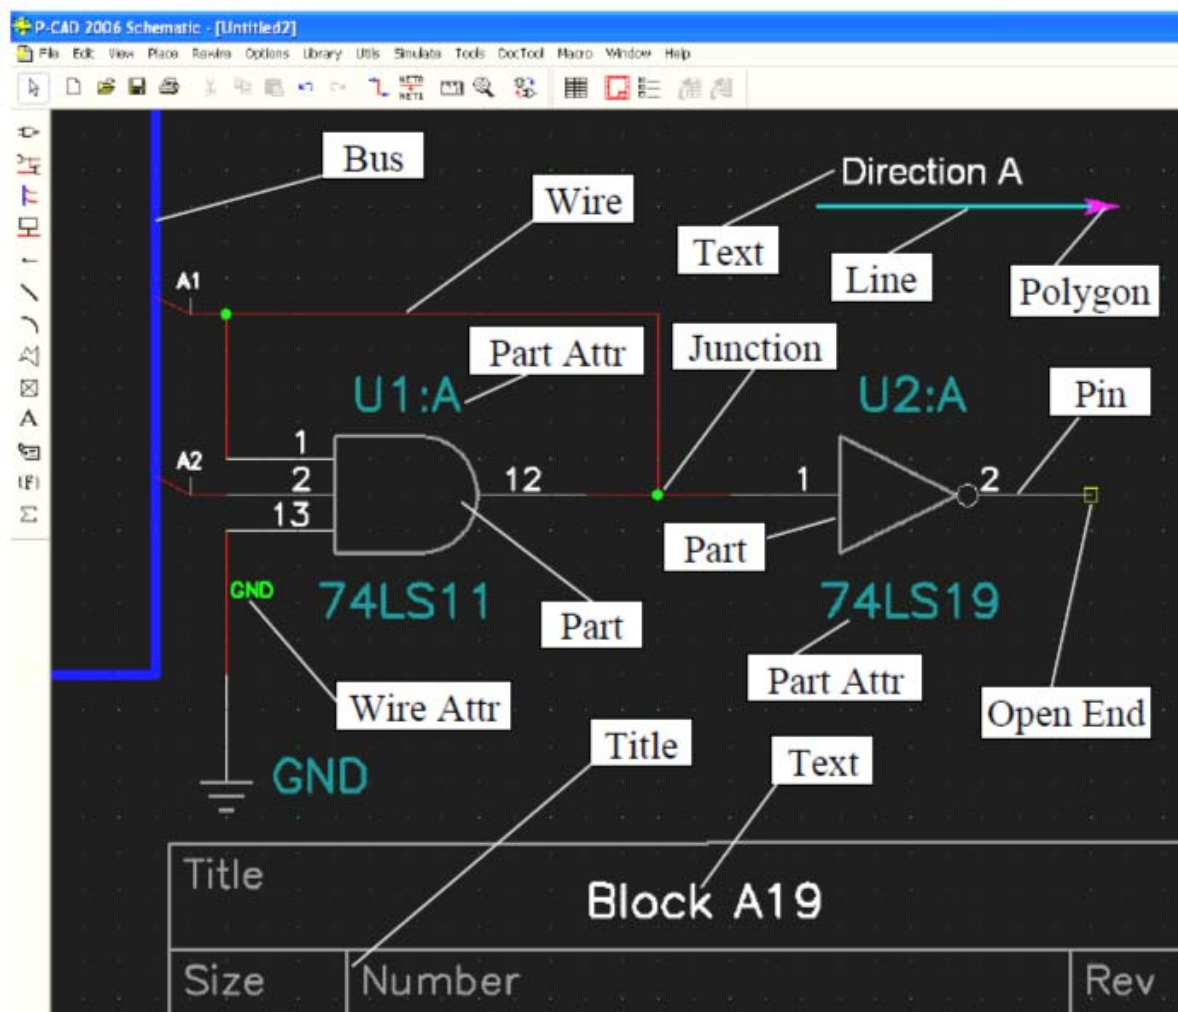 P-CAD 2006 Schematic - [Untitled2]
File Edit View Place Rewire Options Library Utils Simulate Tools DocTool Macro Window Help
NET0
NET1
Bus
Direction A
Wire
Text
Line
Polygon
A1
Part Attr
Junction
U1:A
U2:A
Pin
A
1
A2
2
12
1
2
13
Part
(F)
Σ
GND
74LS11
74LS19
Part
Part Attr
Wire Attr
Open End
Title
Text
GND
Title
Block A19
Size
Number
Rev